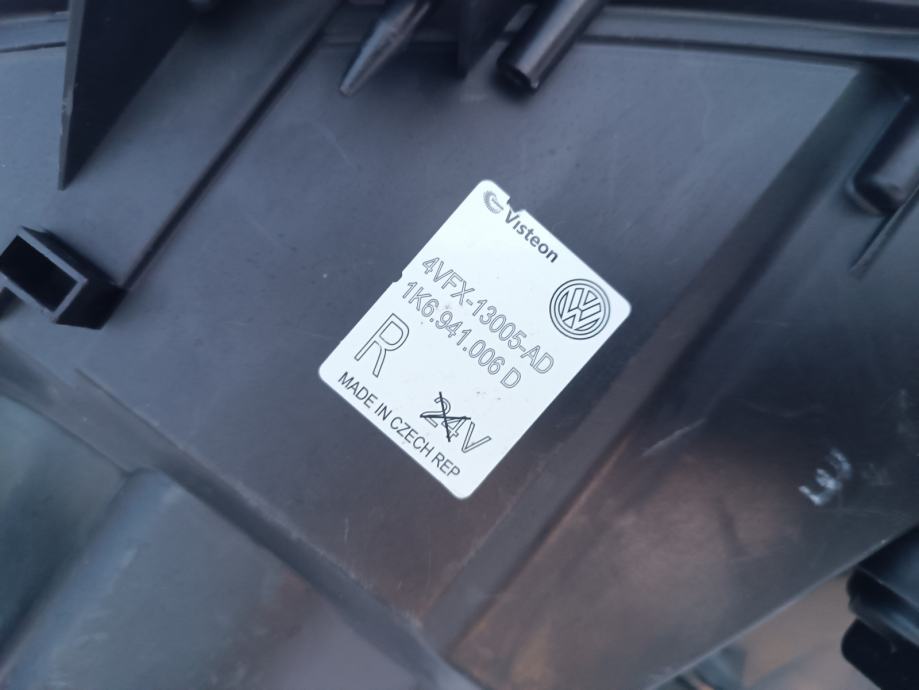 Visteon
4VFX-13005-AD
1K6.941.006 D
R
24V
MADE IN CZECH REP